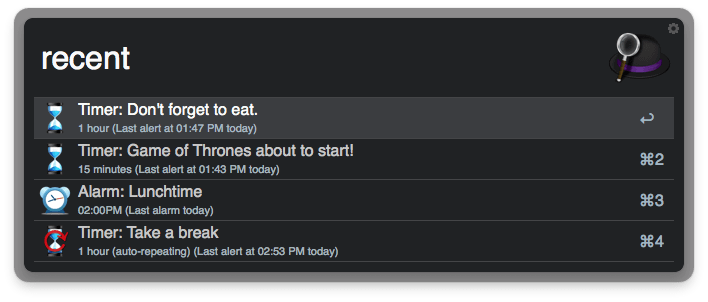 recent
Timer: Don't forget to eat.
1 hour (Last alert at 01:47 PM today)
↩
Timer: Game of Thrones about to start!
15 minutes (Last alert at 01:43 PM today)
⌘2
Alarm: Lunchtime
02:00PM (Last alarm today)
⌘3
Timer: Take a break
1 hour (auto-repeating) (Last alert at 02:53 PM today)
⌘4